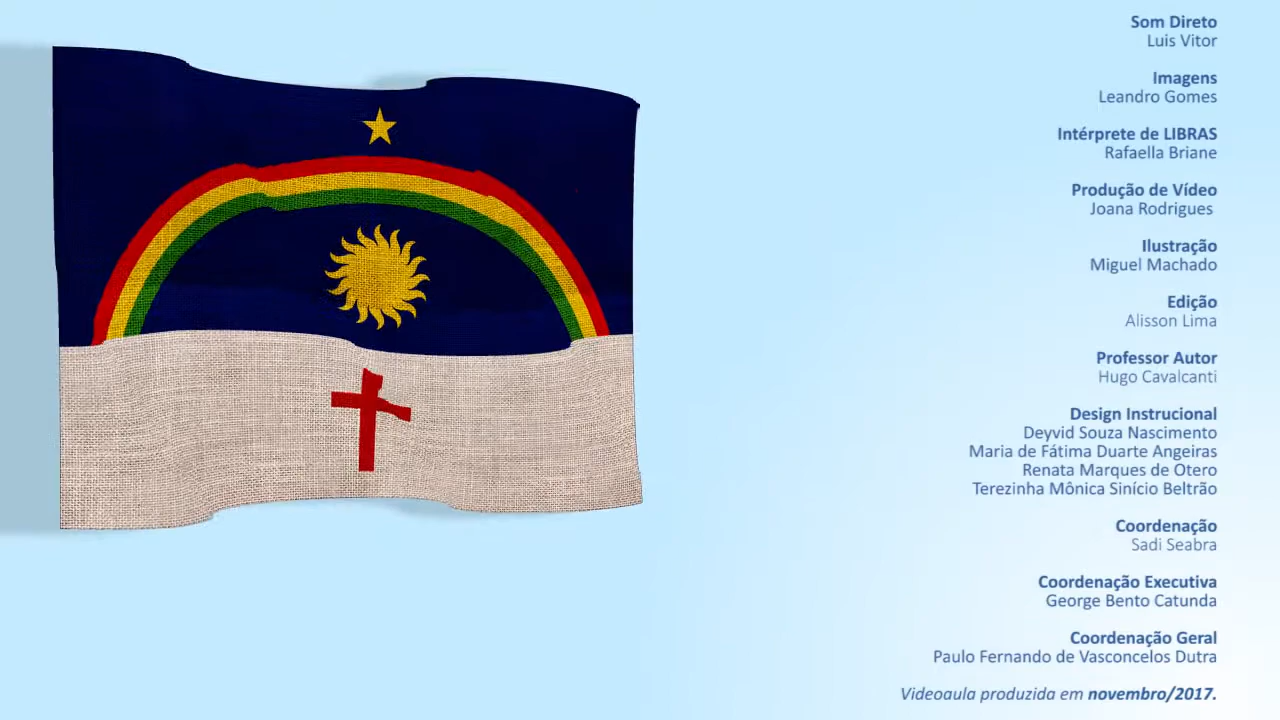 Som Direto
Luis Vitor
Imagens
Leandro Gomes
Intérprete de LIBRAS
Rafaella Briane
Produção de Vídeo
Joana Rodrigues
Ilustração
Miguel Machado
Edição
Alisson Lima
Professor Autor
Hugo Cavalcanti
Design Instrucional
Deyvid Souza Nascimento
Maria de Fátima Duarte Angeiras
Renata Marques de Otero
Terezinha Mônica Sinício Beltrão
Coordenação
Sadi Seabra
Coordenação Executiva
George Bento Catunda
Coordenação Geral
Paulo Fernando de Vasconcelos Dutra
Videoaula produzida em novembro/2017.